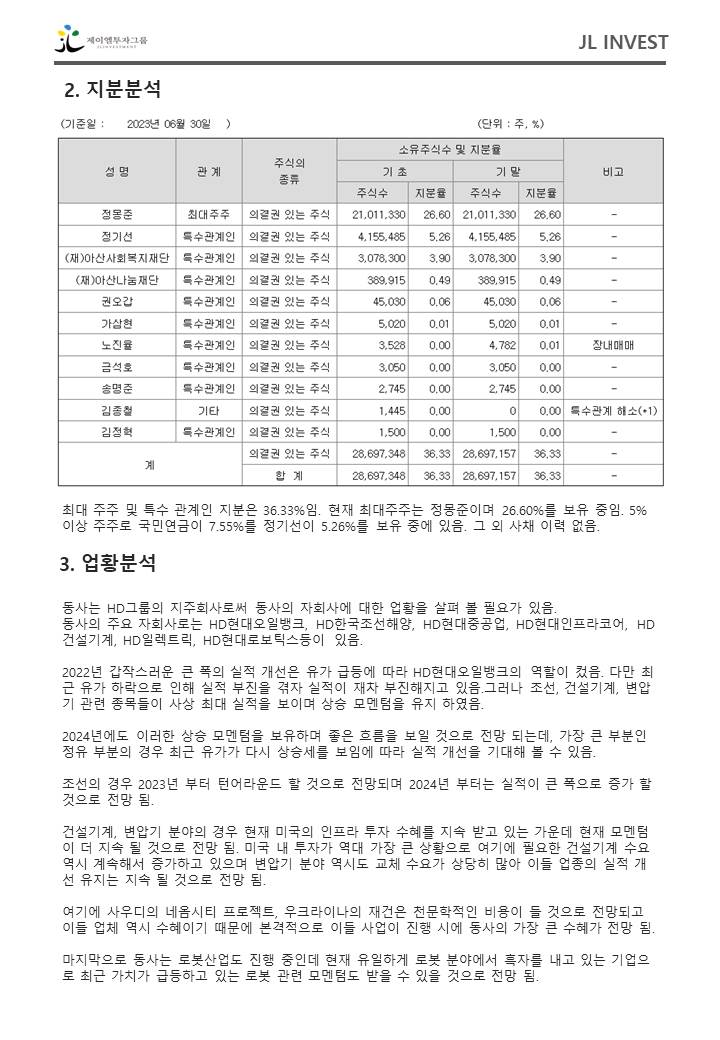 제이엘투자그룹
JLINVESTMENT
JL INVEST
2. 지분분석
(기준일 : 2023년 06월 30일 ) (단위 : 주, %)
성 명 관 계 주식의 종류 소유주식수 및 지분율 비고
기 초 기 말
주식수 지분율 주식수 지분율
정몽준 최대주주 의결권 있는 주식 21,011,330 26.60 21,011,330 26.60 -
정기선 특수관계인 의결권 있는 주식 4,155,485 5.26 4,155,485 5.26 -
(재)아산사회복지재단 특수관계인 의결권 있는 주식 3,078,300 3.90 3,078,300 3.90 -
(재)아산나눔재단 특수관계인 의결권 있는 주식 389,915 0.49 389,915 0.49 -
권오갑 특수관계인 의결권 있는 주식 45,030 0.06 45,030 0.06 -
가삼현 특수관계인 의결권 있는 주식 5,020 0.01 5,020 0.01 -
노진율 특수관계인 의결권 있는 주식 3,528 0.00 4,782 0.01 장내매매
금석호 특수관계인 의결권 있는 주식 3,050 0.00 3,050 0.00 -
송명준 특수관계인 의결권 있는 주식 2,745 0.00 2,745 0.00 -
김종철 기타 의결권 있는 주식 1,445 0.00 0 0.00 특수관계 해소(*1)
김정혁 특수관계인 의결권 있는 주식 1,500 0.00 1,500 0.00 -
계 의결권 있는 주식 28,697,348 36.33 28,697,157 36.33 -
합 계 28,697,348 36.33 28,697,157 36.33 -
최대 주주 및 특수 관계인 지분은 36.33%임. 현재 최대주주는 정몽준이며 26.60%를 보유 중임. 5%
이상 주주로 국민연금이 7.55%를 정기선이 5.26%를 보유 중에 있음. 그 외 사채 이력 없음.
3. 업황분석
동사는 HD그룹의 지주회사로써 동사의 자회사에 대한 업황을 살펴 볼 필요가 있음.
동사의 주요 자회사로는 HD현대오일뱅크, HD한국조선해양, HD현대중공업, HD현대인프라코어, HD
건설기계, HD일렉트릭, HD현대로보틱스등이 있음.
2022년 갑작스러운 큰 폭의 실적 개선은 유가 급등에 따라 HD현대오일뱅크의 역할이 컸음. 다만 최
근 유가 하락으로 인해 실적 부진을 겪자 실적이 재차 부진해지고 있음.그러나 조선, 건설기계, 변압
기 관련 종목들이 사상 최대 실적을 보이며 상승 모멘텀을 유지 하였음.
2024년에도 이러한 상승 모멘텀을 보유하며 좋은 흐름을 보일 것으로 전망 되는데, 가장 큰 부분인
정유 부분의 경우 최근 유가가 다시 상승세를 보임에 따라 실적 개선을 기대해 볼 수 있음.
조선의 경우 2023년 부터 턴어라운드 할 것으로 전망되며 2024년 부터는 실적이 큰 폭으로 증가 할
것으로 전망 됨.
건설기계, 변압기 분야의 경우 현재 미국의 인프라 투자 수혜를 지속 받고 있는 가운데 현재 모멘텀
이 더 지속 될 것으로 전망 됨. 미국 내 투자가 역대 가장 큰 상황으로 여기에 필요한 건설기계 수요
역시 계속해서 증가하고 있으며 변압기 분야 역시도 교체 수요가 상당히 많아 이들 업종의 실적 개
선 유지는 지속 될 것으로 전망 됨.
여기에 사우디의 네옴시티 프로젝트, 우크라이나의 재건은 천문학적인 비용이 들 것으로 전망되고
이들 업체 역시 수혜이기 때문에 본격적으로 이들 사업이 진행 시에 동사의 가장 큰 수혜가 전망 됨.
마지막으로 동사는 로봇산업도 진행 중인데 현재 유일하게 로봇 분야에서 흑자를 내고 있는 기업으
로 최근 가치가 급등하고 있는 로봇 관련 모멘텀도 받을 수 있을 것으로 전망 됨.